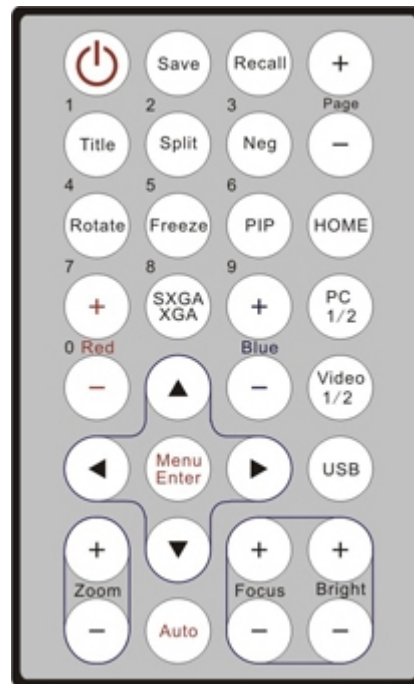 Save Recall +
1 2 3 Page
Title Split Neg −
4 5 6
Rotate Freeze PIP HOME
7 8 9
+ SXGA + PC
XGA 1/2
0 Red Blue
− − Video
1/2
Menu
Enter
USB
+ + +
Zoom Focus Bright
− − −
Auto